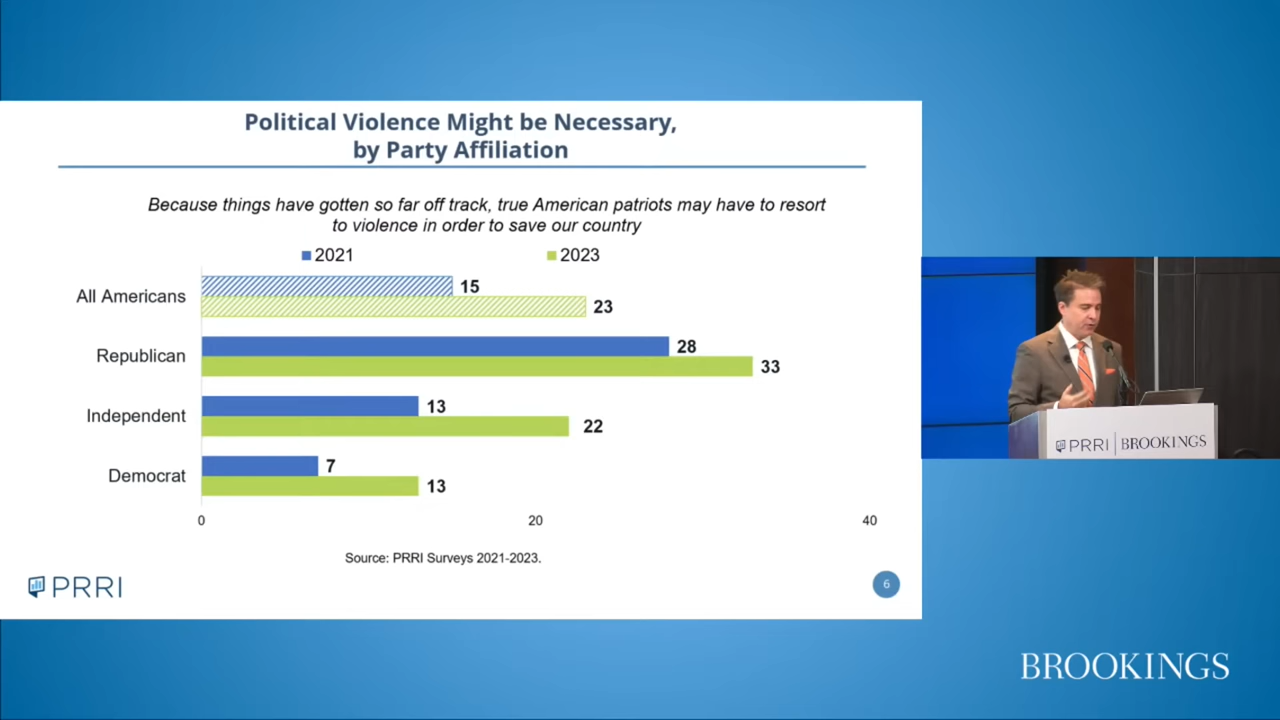 Political Violence Might be Necessary,
by Party Affiliation
Because things have gotten so far off track, true American patriots may have to resort
to violence in order to save our country
2021 2023
All Americans 15
23
Republican 28
33
Independent 13
22
Democrat 7
13
0 20 40
Source: PRRI Surveys 2021-2023.
PRRI
6
PRRI | BROOKINGS
BROOKINGS